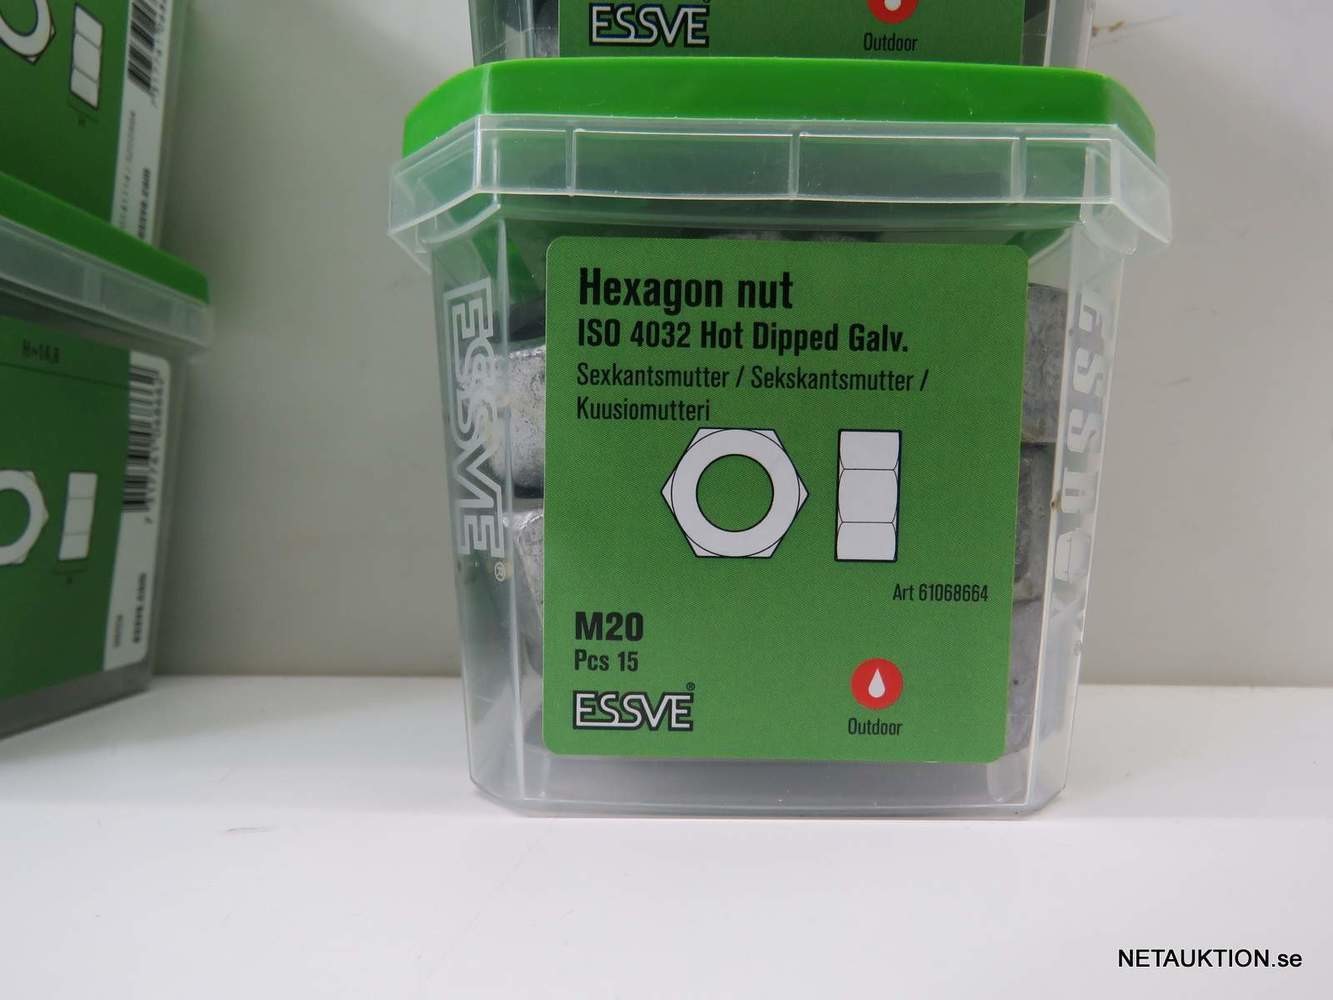 ESSVE
Outdoor
Hexagon nut
ISO 4032 Hot Dipped Galv.
Sexkantsmutter / Sekskantsmutter /
Kuusiomutteri
Art 61068664
M20
Pcs 15
ESSVE®
Outdoor
ESSVE®
ESSBOX®
NETAUKTION.se